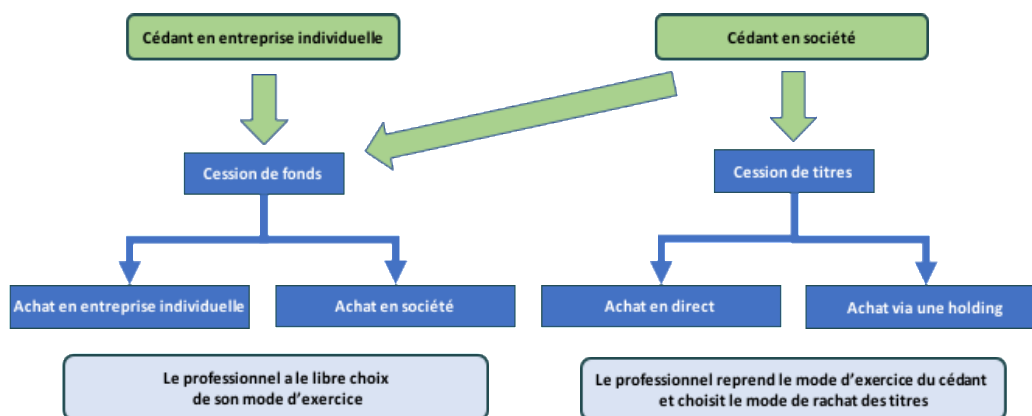 Cédant en entreprise individuelle
Cédant en société
Cession de fonds
Cession de titres
Achat en entreprise individuelle
Achat en société
Achat en direct
Achat via une holding
Le professionnel a le libre choix
de son mode d'exercice
Le professionnel reprend le mode d'exercice du cédant
et choisit le mode de rachat des titres